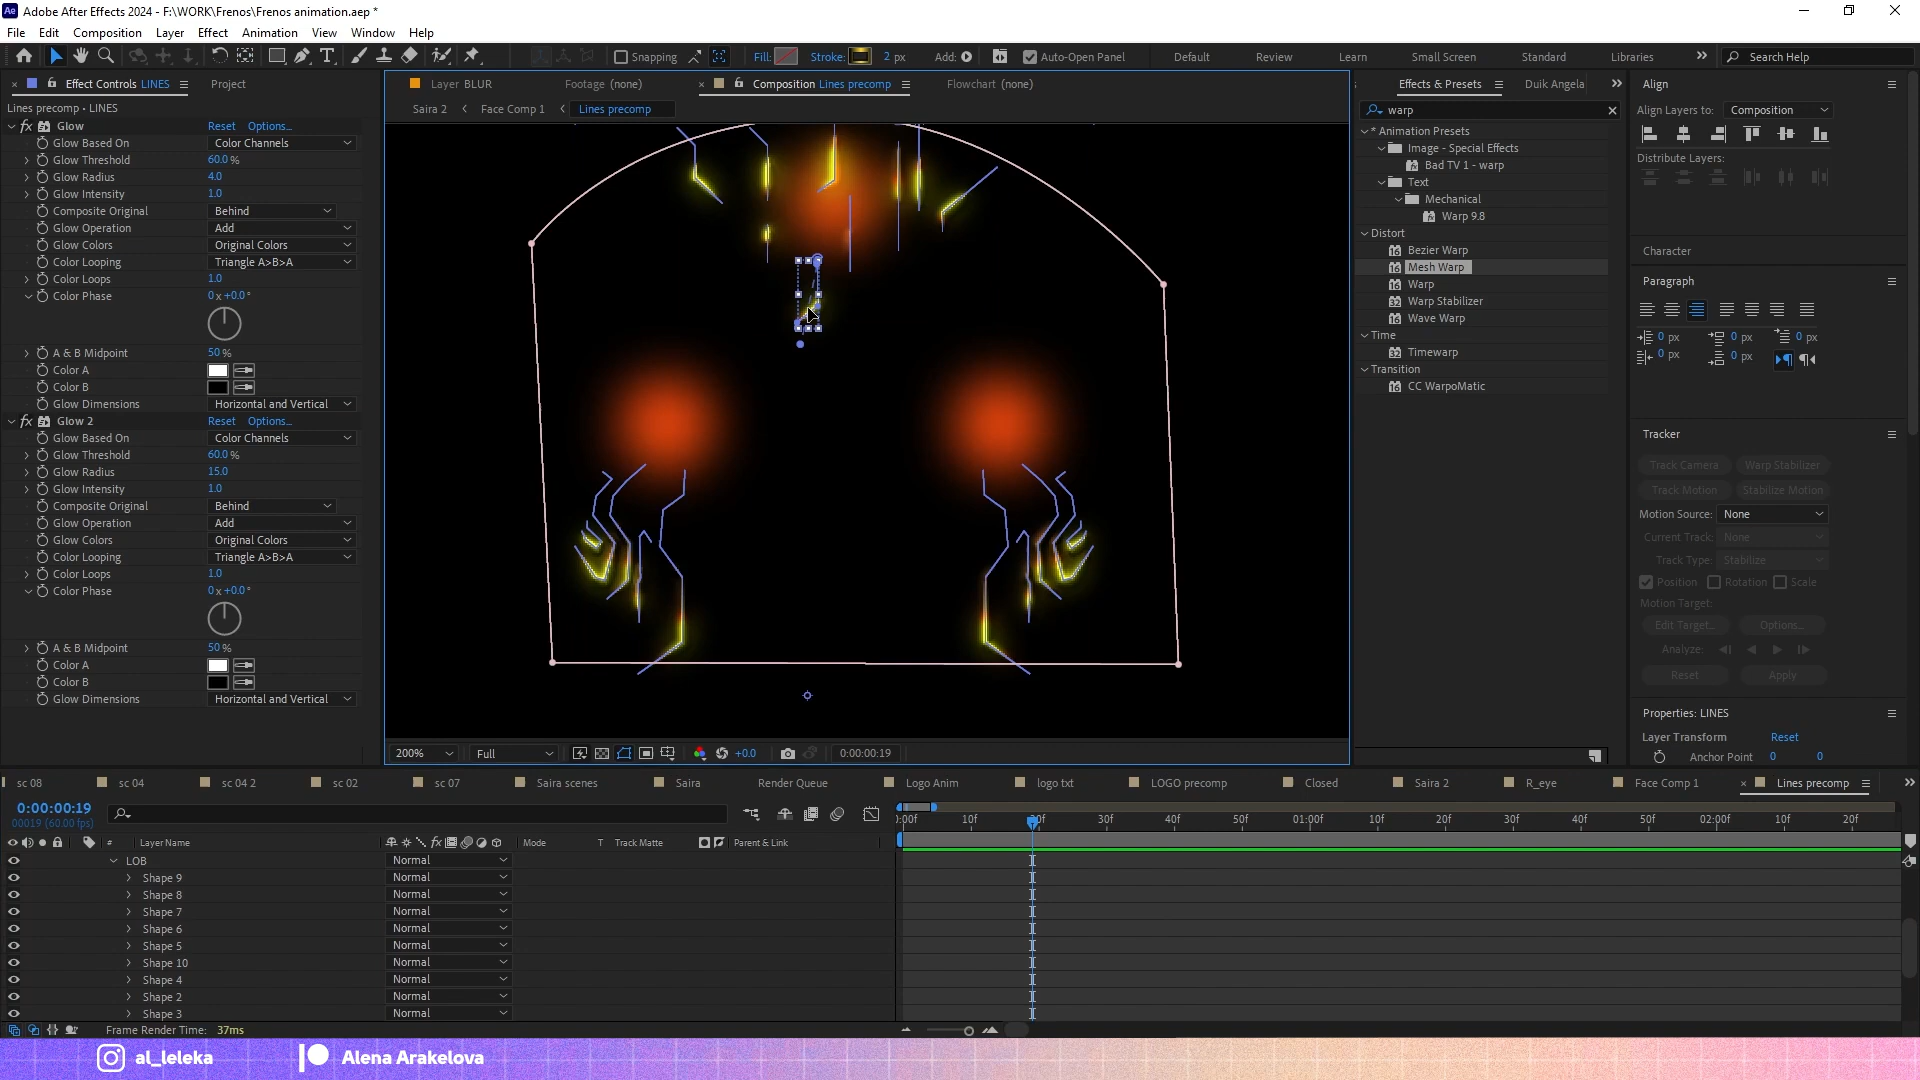 Adobe After Effects 2024 - F:\WORK\Frenos\Frenos animation.aep *
File Edit Composition Layer Effect Animation View Window Help
Snapping Fill: Stroke: 2 px Add: Auto-Open Panel Default Review Learn Small Screen Standard Libraries Search Help
Effect Controls LINES Project
Lines precomp • LINES
Glow Reset Options...
Glow Based On Color Channels
Glow Threshold 60.0 %
Glow Radius 4.0
Glow Intensity 1.0
Composite Original Behind
Glow Operation Add
Glow Colors Original Colors
Color Looping Triangle A>B>A
Color Loops 1.0
Color Phase 0 x +0.0 °
A & B Midpoint 50 %
Color A
Color B
Glow Dimensions Horizontal and Vertical
Glow 2 Reset Options...
Glow Based On Color Channels
Glow Threshold 60.0 %
Glow Radius 15.0
Glow Intensity 1.0
Composite Original Behind
Glow Operation Add
Glow Colors Original Colors
Color Looping Triangle A>B>A
Color Loops 1.0
Color Phase 0 x +0.0 °
A & B Midpoint 50 %
Color A
Color B
Glow Dimensions Horizontal and Vertical
Layer BLUR Footage (none) Composition Lines precomp Flowchart (none)
Saira 2 Face Comp 1 Lines precomp
200% Full +0.0 0:00:00:19
Effects & Presets Duik Angela
warp
* Animation Presets
Image - Special Effects
Bad TV 1 - warp
Text
Mechanical
Warp 9.8
Distort
Bezier Warp
Mesh Warp
Warp
Warp Stabilizer
Wave Warp
Time
Timewarp
Transition
CC WarpoMatic
Align
Align Layers to: Composition
Distribute Layers:
Character
Paragraph
0 px 0 px 0 px
0 px 0 px
Tracker
Track Camera Warp Stabilizer
Track Motion Stabilize Motion
Motion Source: None
Current Track: None
Track Type: Stabilize
Position Rotation Scale
Motion Target:
Edit Target... Options...
Analyze:
Reset Apply
Properties: LINES
Layer Transform Reset
Anchor Point 0 0
sc 08 sc 04 sc 04 2 sc 02 sc 07 Saira scenes Saira Render Queue Logo Anim logo txt LOGO precomp Closed Saira 2 R_eye Face Comp 1 Lines precomp
0:00:00:19
00019 (60.00 fps)
:00f 10f 20f 30f 40f 50f 01:00f 10f 20f 30f 40f 50f 02:00f 10f 20f
# Layer Name Mode T Track Matte Parent & Link
LOB Normal
Shape 9 Normal
Shape 8 Normal
Shape 7 Normal
Shape 6 Normal
Shape 5 Normal
Shape 10 Normal
Shape 4 Normal
Shape 2 Normal
Shape 3 Normal
Frame Render Time: 37ms
al_leleka Alena Arakelova